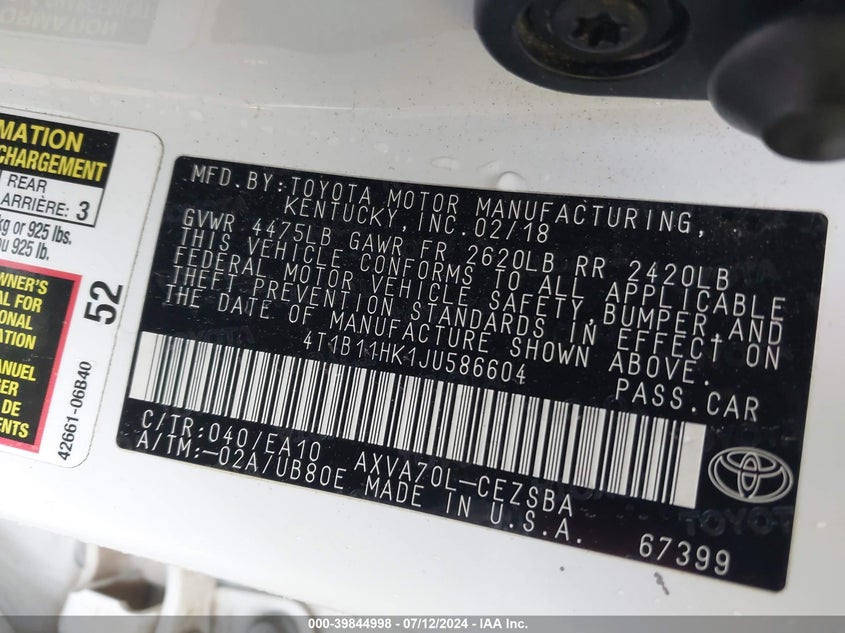 MATION
CHARGEMENT
REAR
ARRIÈRE: 3
kg or 925 lbs.
ou 925 lb.
WNER'S
AL FOR
ONAL
ATION
ANUEL
ER
DE
ENTS
52
42661-06B40
MFD.BY:TOYOTA MOTOR MANUFACTURING,
KENTUCKY, INC. 02/18
GVWR 4475LB GAWR FR 2620LB RR 2420LB
THIS VEHICLE CONFORMS TO ALL APPLICABLE
FEDERAL MOTOR VEHICLE SAFETY,BUMPER,AND
THEFT PREVENTION STANDARDS IN EFFECT ON
THE DATE OF MANUFACTURE SHOWN ABOVE.
4T1B11HK1JU586604
PASS.CAR
C/TR:040/EA10 AXVA70L-CEZSBA
A/TM:-02A/UB80E MADE IN U.S.A.
TOYOTA
67399
000-39844998 - 07/12/2024 - IAA Inc.